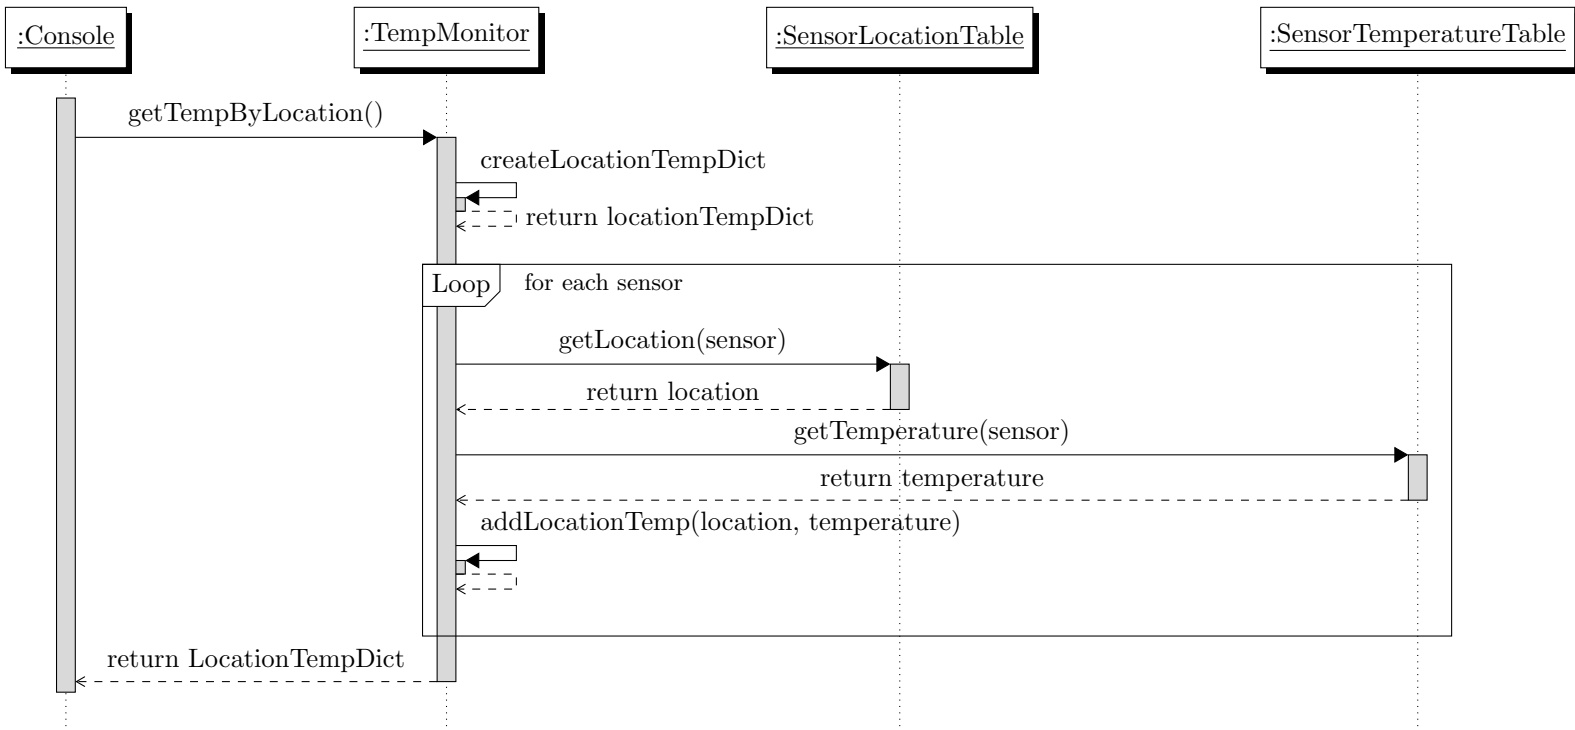 :Console
:TempMonitor
:SensorLocationTable
:SensorTemperatureTable
getTempByLocation()
createLocationTempDict
return locationTempDict
Loop
for each sensor
getLocation(sensor)
return location
getTemperature(sensor)
return temperature
addLocationTemp(location, temperature)
return LocationTempDict